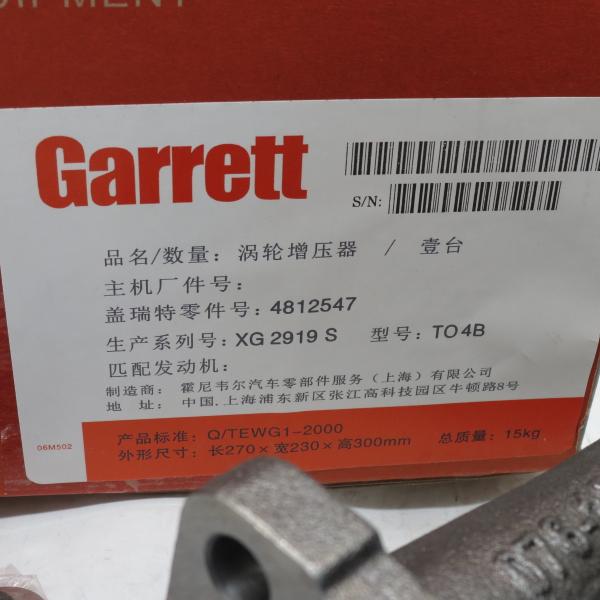 EQUIPMENT
Garrett
S/N:
品名/数量: 涡轮增压器 / 壹台
主机厂件号:
盖瑞特零件号: 4812547
生产系列号: XG 2919 S 型号: TO4B
匹配发动机:
制造商: 霍尼韦尔汽车零部件服务(上海)有限公司
地 址: 中国.上海浦东新区张江高科技园区牛顿路8号
06M502
产品标准: Q/TEWG1-2000 总质量: 15kg
外形尺寸: 长270×宽230×高300mm